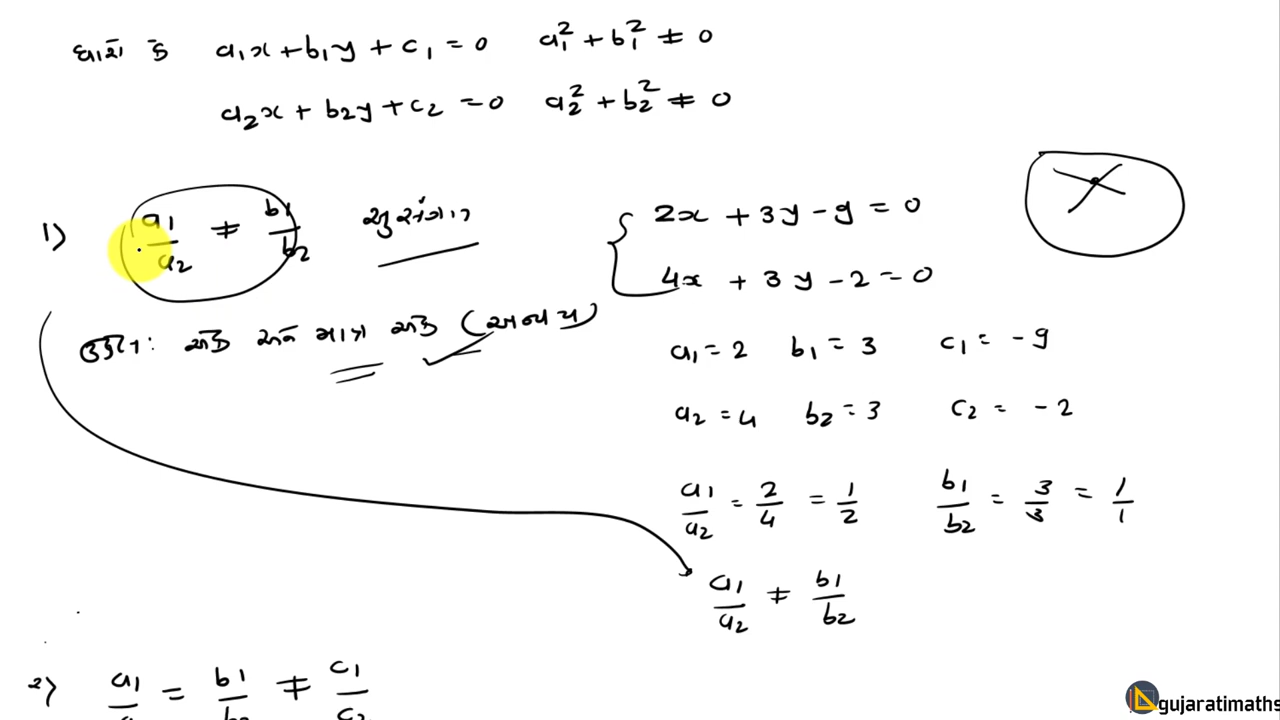 ધારો કે a₁x + b₁y + c₁ = 0 a₁² + b₁² ≠ 0
a₂x + b₂y + c₂ = 0 a₂² + b₂² ≠ 0
1) a₁/a₂ ≠ b₁/b₂ સુસંગત
ઉકેલ: એક અને માત્ર એક (અનન્ય)
2x + 3y - 9 = 0
4x + 3y - 2 = 0
a₁ = 2 b₁ = 3 c₁ = -9
a₂ = 4 b₂ = 3 c₂ = -2
a₁/a₂ = 2/4 = 1/2 b₁/b₂ = 3/3 = 1/1
a₁/a₂ ≠ b₁/b₂
2) a₁/a = b₁/b₂ ≠ c₁/c₂
gujaratimaths